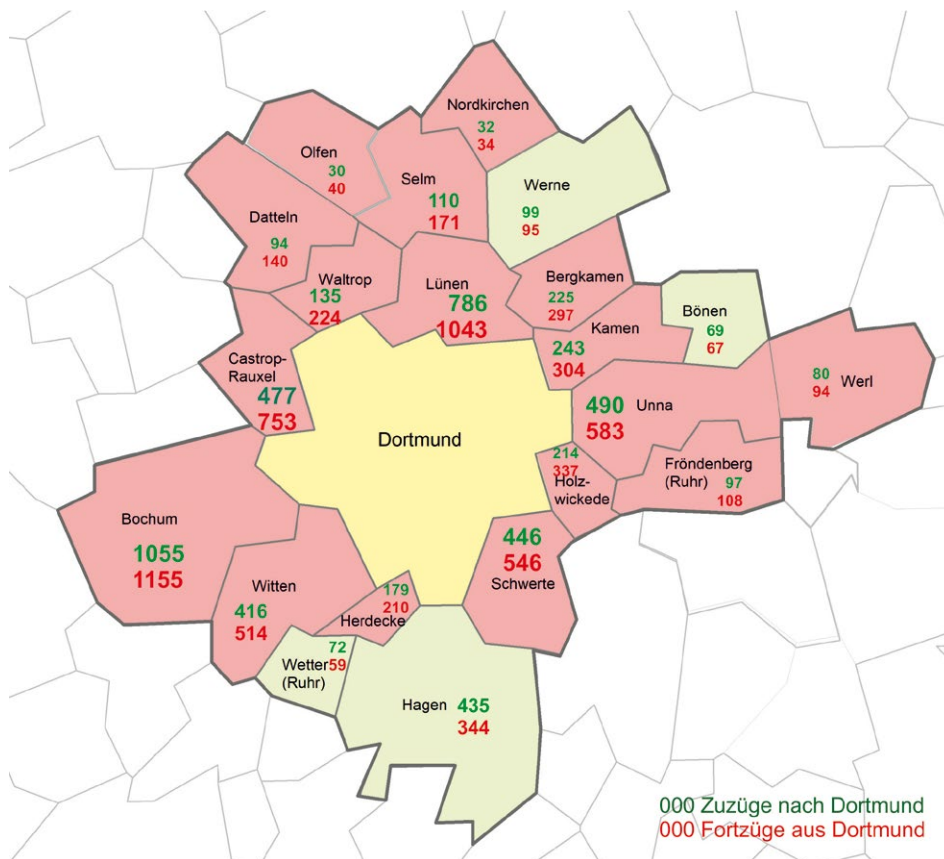 Nordkirchen
32
34
Olfen
30
40
Selm
110
171
Werne
99
95
Datteln
94
140
Waltrop
135
224
Lünen
786
1043
Bergkamen
225
297
Kamen
243
304
Bönen
69
67
Castrop-
Rauxel
477
753
Werl
80
94
Unna
490
583
Dortmund
214
337
Holz-
wickede
Fröndenberg
(Ruhr)
97
108
Bochum
1055
1155
446
546
Schwerte
Witten
416
514
179
210
Herdecke
72
Wetter 59
(Ruhr)
Hagen 435
344
000 Zuzüge nach Dortmund
000 Fortzüge aus Dortmund